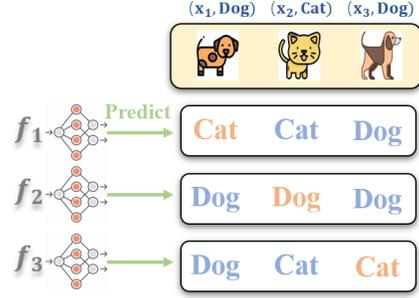 (x₁, Dog) (x₂, Cat) (x₃, Dog)
Predict
f₁ Cat Cat Dog
f₂ Dog Dog Dog
f₃ Dog Cat Cat